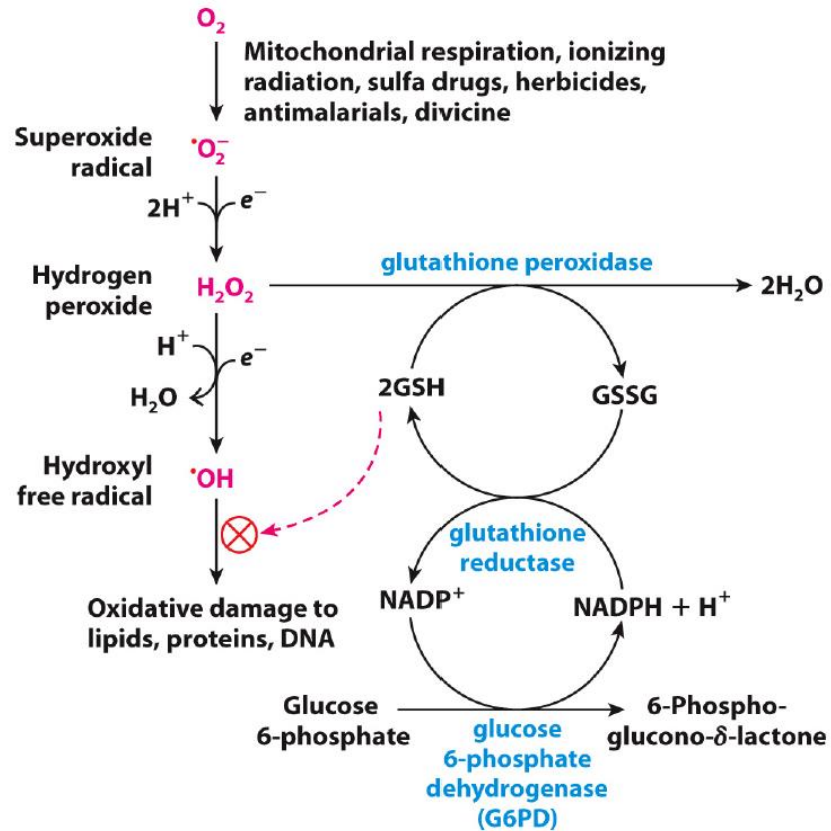 O₂
Mitochondrial respiration, ionizing
radiation, sulfa drugs, herbicides,
antimalarials, divicine
Superoxide
radical
•O₂⁻
2H⁺
e⁻
Hydrogen
peroxide
H₂O₂
glutathione peroxidase
2H₂O
H⁺
e⁻
H₂O
2GSH
GSSG
Hydroxyl
free radical
•OH
glutathione
reductase
Oxidative damage to
lipids, proteins, DNA
NADP⁺
NADPH + H⁺
Glucose
6-phosphate
6-Phospho-
glucono-δ-lactone
glucose
6-phosphate
dehydrogenase
(G6PD)